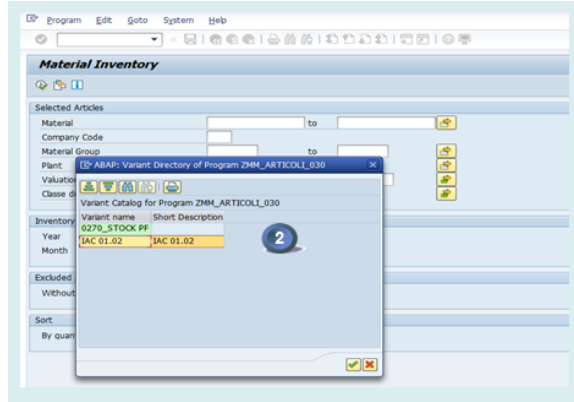 Program Edit Goto System Help
Material Inventory
Selected Articles
Material to
Company Code
Material Group to
Plant
Valuatio
Classe di
ABAP: Variant Directory of Program ZMM_ARTICOLI_030
Variant Catalog for Program ZMM_ARTICOLI_030
Variant name Short Description
0270_STOCK PF
IAC 01.02 IAC 01.02
2
Inventory
Year
Month
Excluded
Without
Sort
By quan